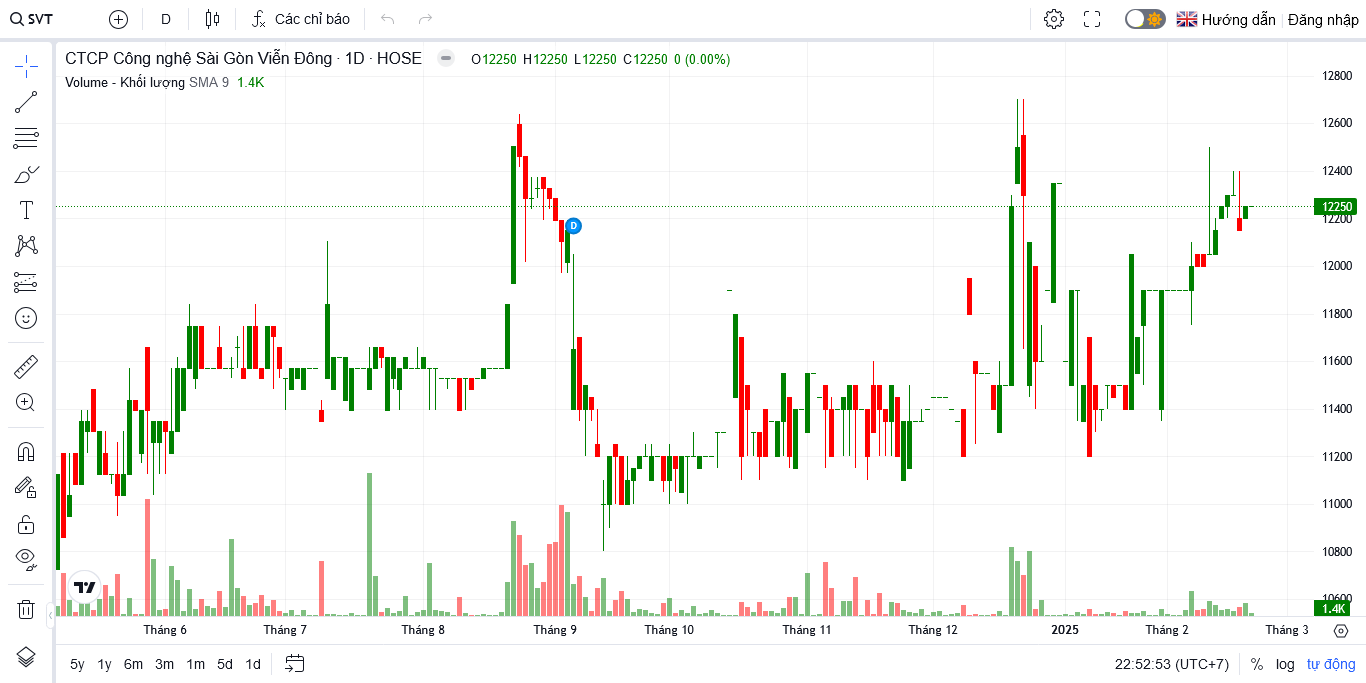 SVT D Các chỉ báo Hướng dẫn Đăng nhập
CTCP Công nghệ Sài Gòn Viễn Đông · 1D · HOSE O12250 H12250 L12250 C12250 0 (0.00%)
Volume - Khối lượng SMA 9 1.4K
12800
12600
12400
12250
12200
12000
11800
11600
11400
11200
11000
10800
10600
1.4K
D
Tháng 6 Tháng 7 Tháng 8 Tháng 9 Tháng 10 Tháng 11 Tháng 12 2025 Tháng 2 Tháng 3
5y 1y 6m 3m 1m 5d 1d 22:52:53 (UTC+7) % log tự động